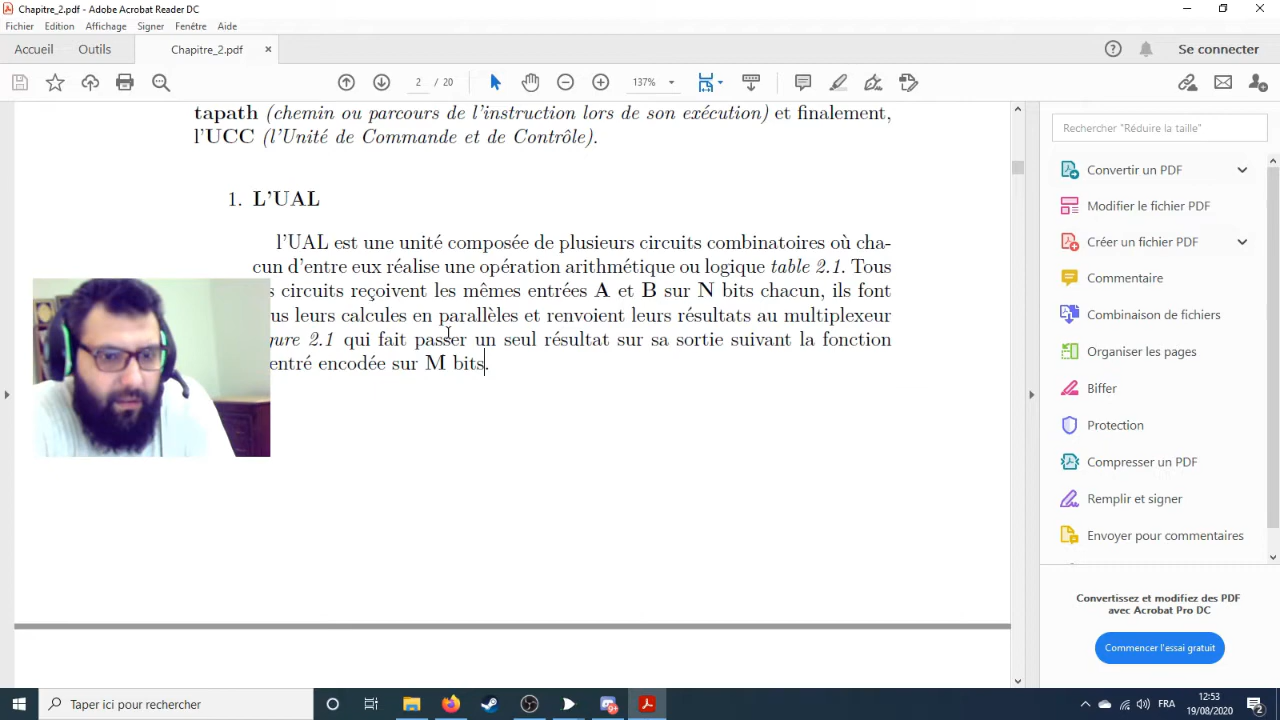 Chapitre_2.pdf - Adobe Acrobat Reader DC
Fichier Edition Affichage Signer Fenêtre Aide
Accueil Outils Chapitre_2.pdf × Se connecter
2 / 20 137%
tapath (chemin ou parcours de l'instruction lors de son exécution) et finalement,
l'UCC (l'Unité de Commande et de Contrôle).
1. L'UAL
l'UAL est une unité composée de plusieurs circuits combinatoires où cha-
cun d'entre eux réalise une opération arithmétique ou logique table 2.1. Tous
circuits reçoivent les mêmes entrées A et B sur N bits chacun, ils font
leurs calcules en parallèles et renvoient leurs résultats au multiplexeur
2.1 qui fait passer un seul résultat sur sa sortie suivant la fonction
encodée sur M bits.
Rechercher "Réduire la taille"
Convertir un PDF
Modifier le fichier PDF
Créer un fichier PDF
Commentaire
Combinaison de fichiers
Organiser les pages
Biffer
Protection
Compresser un PDF
Remplir et signer
Envoyer pour commentaires
Convertissez et modifiez des PDF
avec Acrobat Pro DC
Commencer l'essai gratuit
Taper ici pour rechercher
FRA
12:53
19/08/2020
2